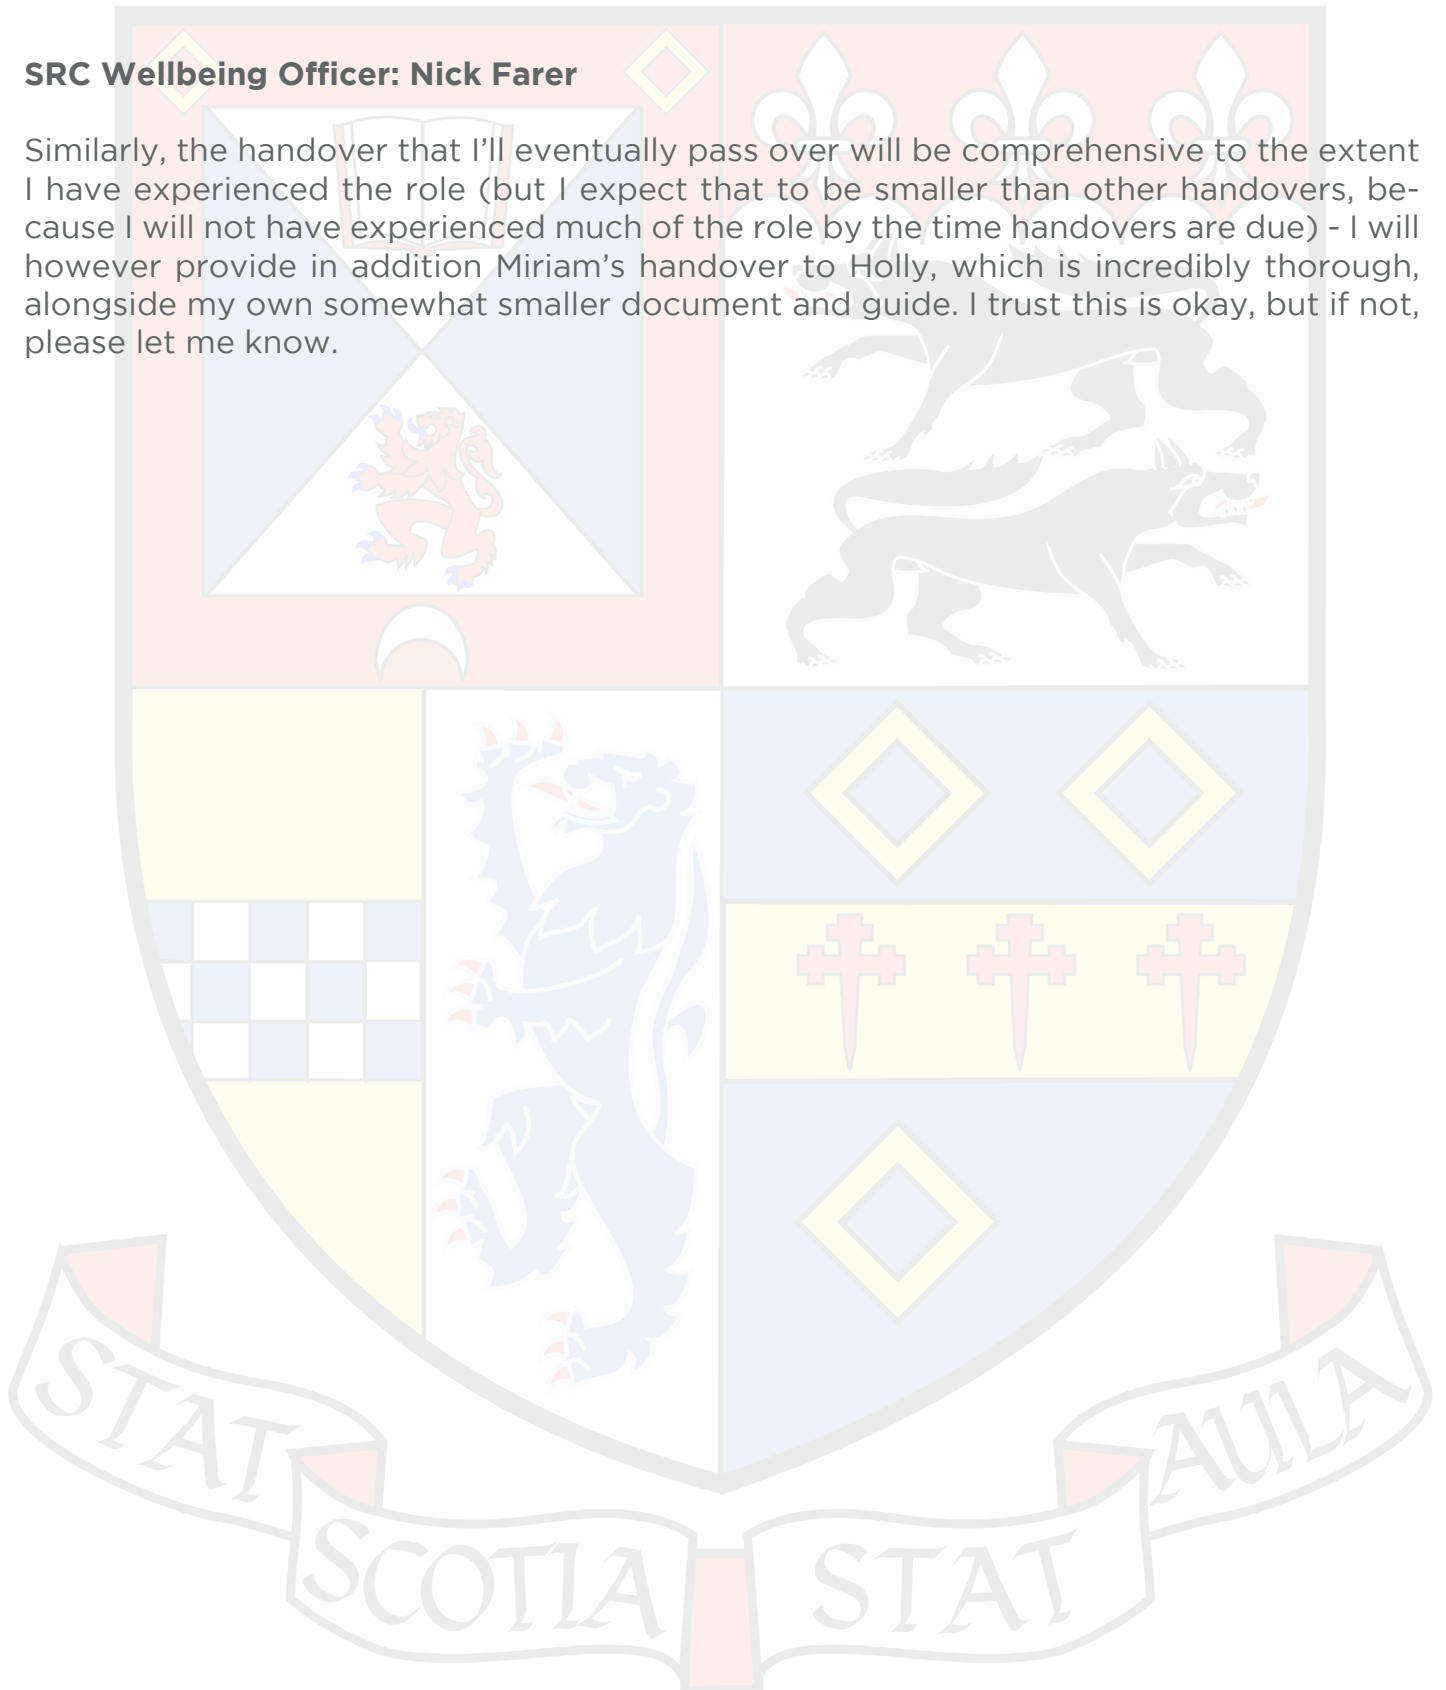 SRC Wellbeing Officer: Nick Farer
Similarly, the handover that I’ll eventually pass over will be comprehensive to the extent
I have experienced the role (but I expect that to be smaller than other handovers, be-
cause I will not have experienced much of the role by the time handovers are due) - I will
however provide in addition Miriam’s handover to Holly, which is incredibly thorough,
alongside my own somewhat smaller document and guide. I trust this is okay, but if not,
please let me know.
STAT
SCOTIA
STAT
AULA